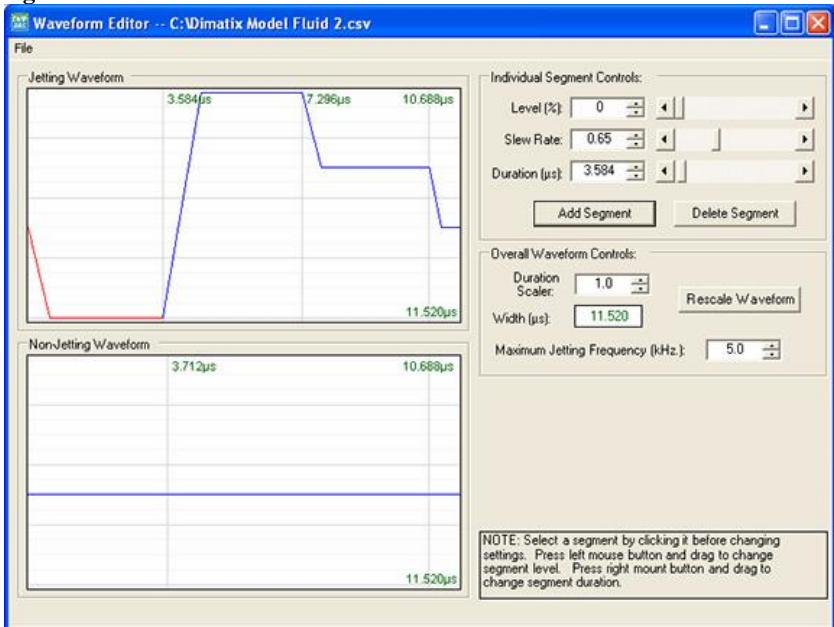 Waveform Editor -- C:\Dimatix Model Fluid 2.csv
File
Jetting Waveform
3.584µs 7.296µs 10.688µs
11.520µs
Non-Jetting Waveform
3.712µs 10.688µs
11.520µs
Individual Segment Controls:
Level (%): 0
Slew Rate: 0.65
Duration (µs): 3.584
Add Segment Delete Segment
Overall Waveform Controls:
Duration
Scaler: 1.0
Rescale Waveform
Width (µs): 11.520
Maximum Jetting Frequency (kHz.): 5.0
NOTE: Select a segment by clicking it before changing
settings. Press left mouse button and drag to change
segment level. Press right mount button and drag to
change segment duration.